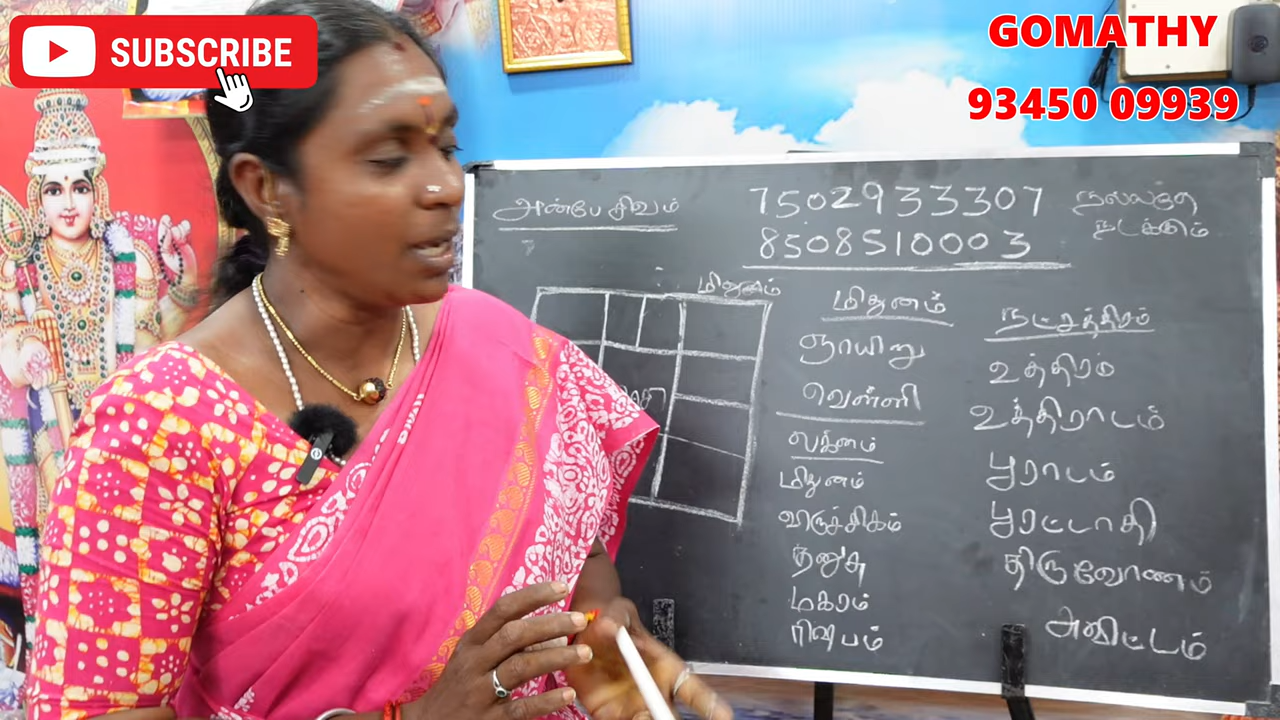 SUBSCRIBE
GOMATHY
93450 09939
அன்பே சிவம்
7502933307
8508510003
நல்லதே
நடக்கும்
மிதுனம்
மிதுனம்
ஞாயிறு
வெள்ளி
லக்னம்
மிதுனம்
விருச்சிகம்
தனுசு
மகரம்
ரிஷபம்
நட்சத்திரம்
உத்திரம்
உத்திராடம்
பூராடம்
பூரட்டாதி
திருவோணம்
அவிட்டம்